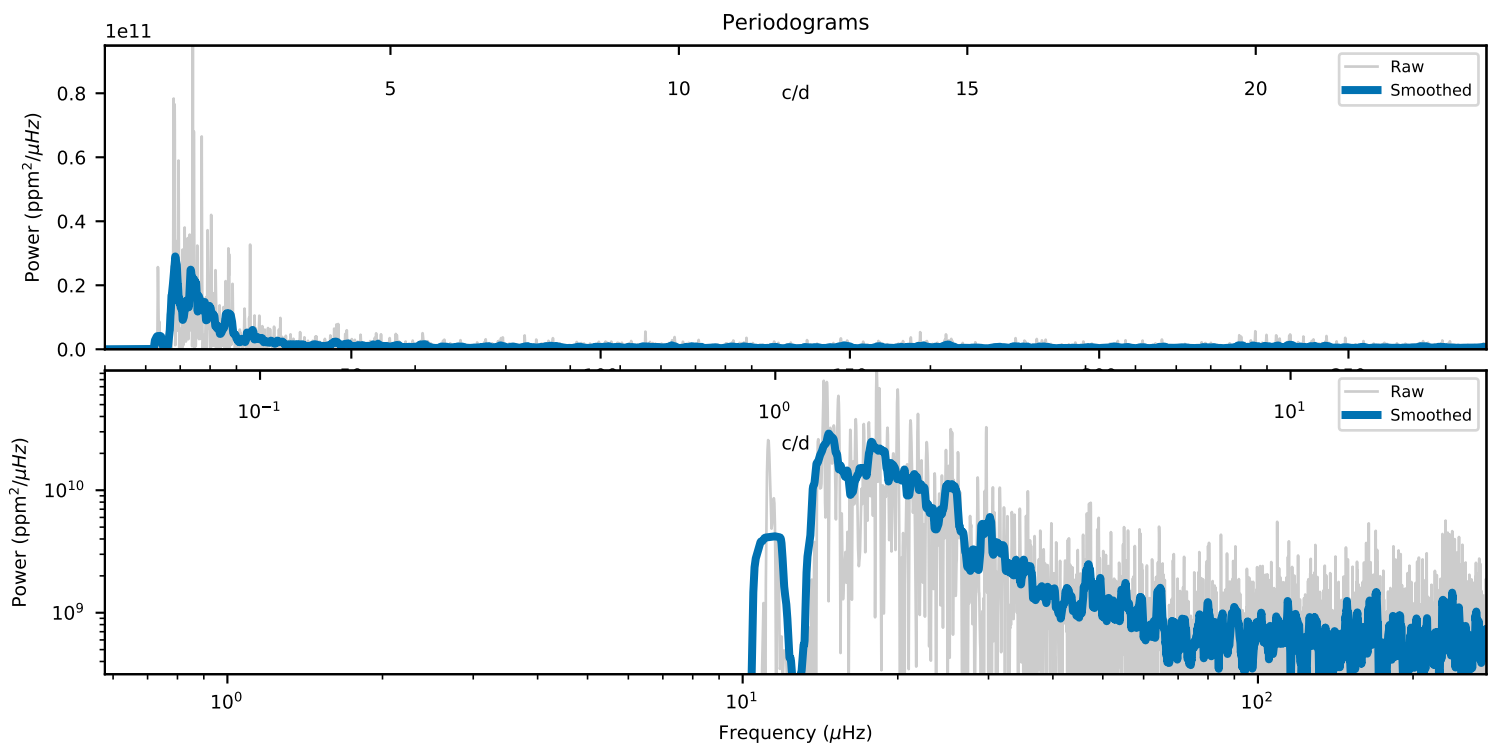 Periodograms
1e11
5 10 15 20
c/d
Raw
Smoothed
0.8
0.6
0.4
0.2
0.0
Power (ppm²/μHz)
10⁻¹ 10⁰ 10¹
c/d
Raw
Smoothed
10¹⁰
10⁹
Power (ppm²/μHz)
10⁰ 10¹ 10²
Frequency (μHz)